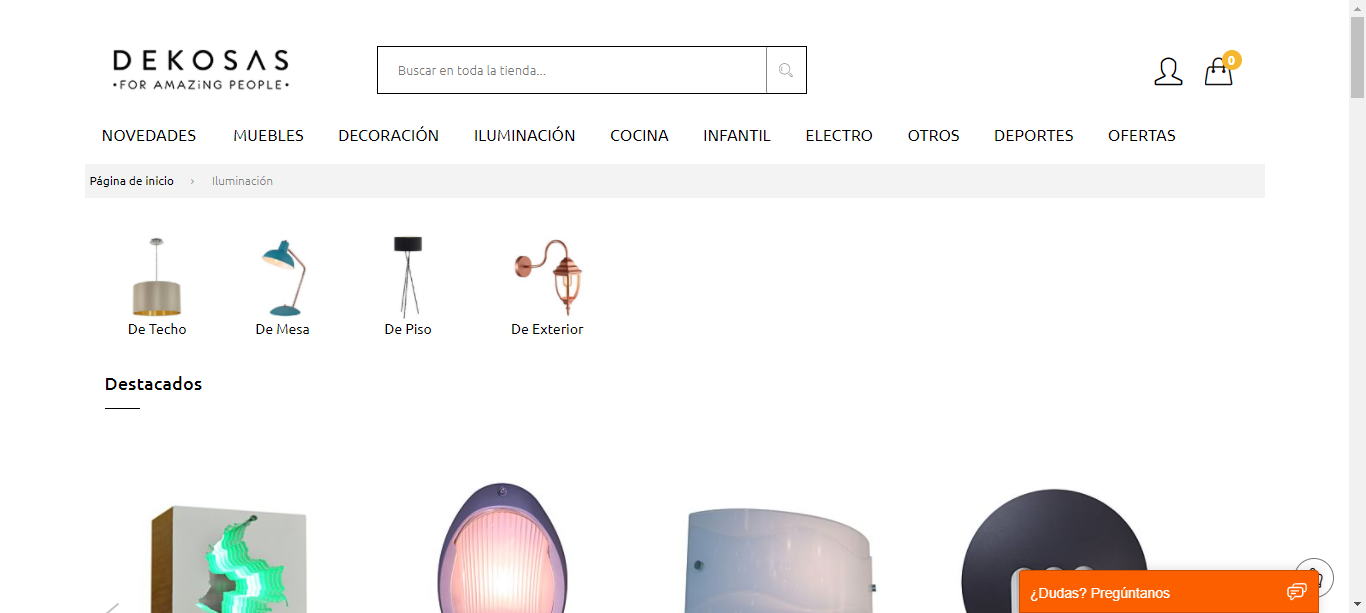 DEKOSAS
•FOR AMAZiNG PEOPLE•
Buscar en toda la tienda...
0
NOVEDADES MUEBLES DECORACIÓN ILUMINACIÓN COCINA INFANTIL ELECTRO OTROS DEPORTES OFERTAS
Página de inicio › Iluminación
De Techo De Mesa De Piso De Exterior
Destacados
¿Dudas? Pregúntanos